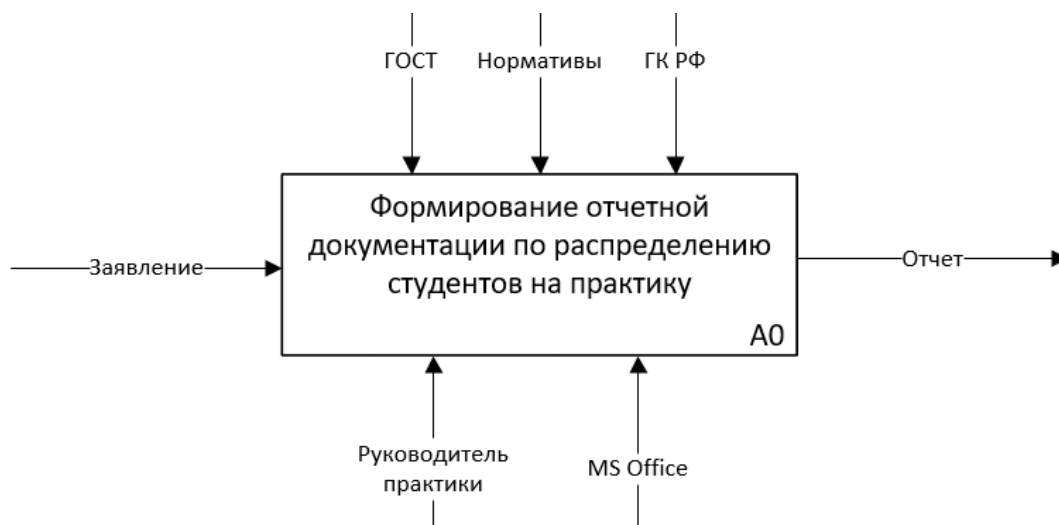 ГОСТ
Нормативы
ГК РФ
Формирование отчетной
документации по распределению
студентов на практику
A0
Заявление
Отчет
Руководитель
практики
MS Office